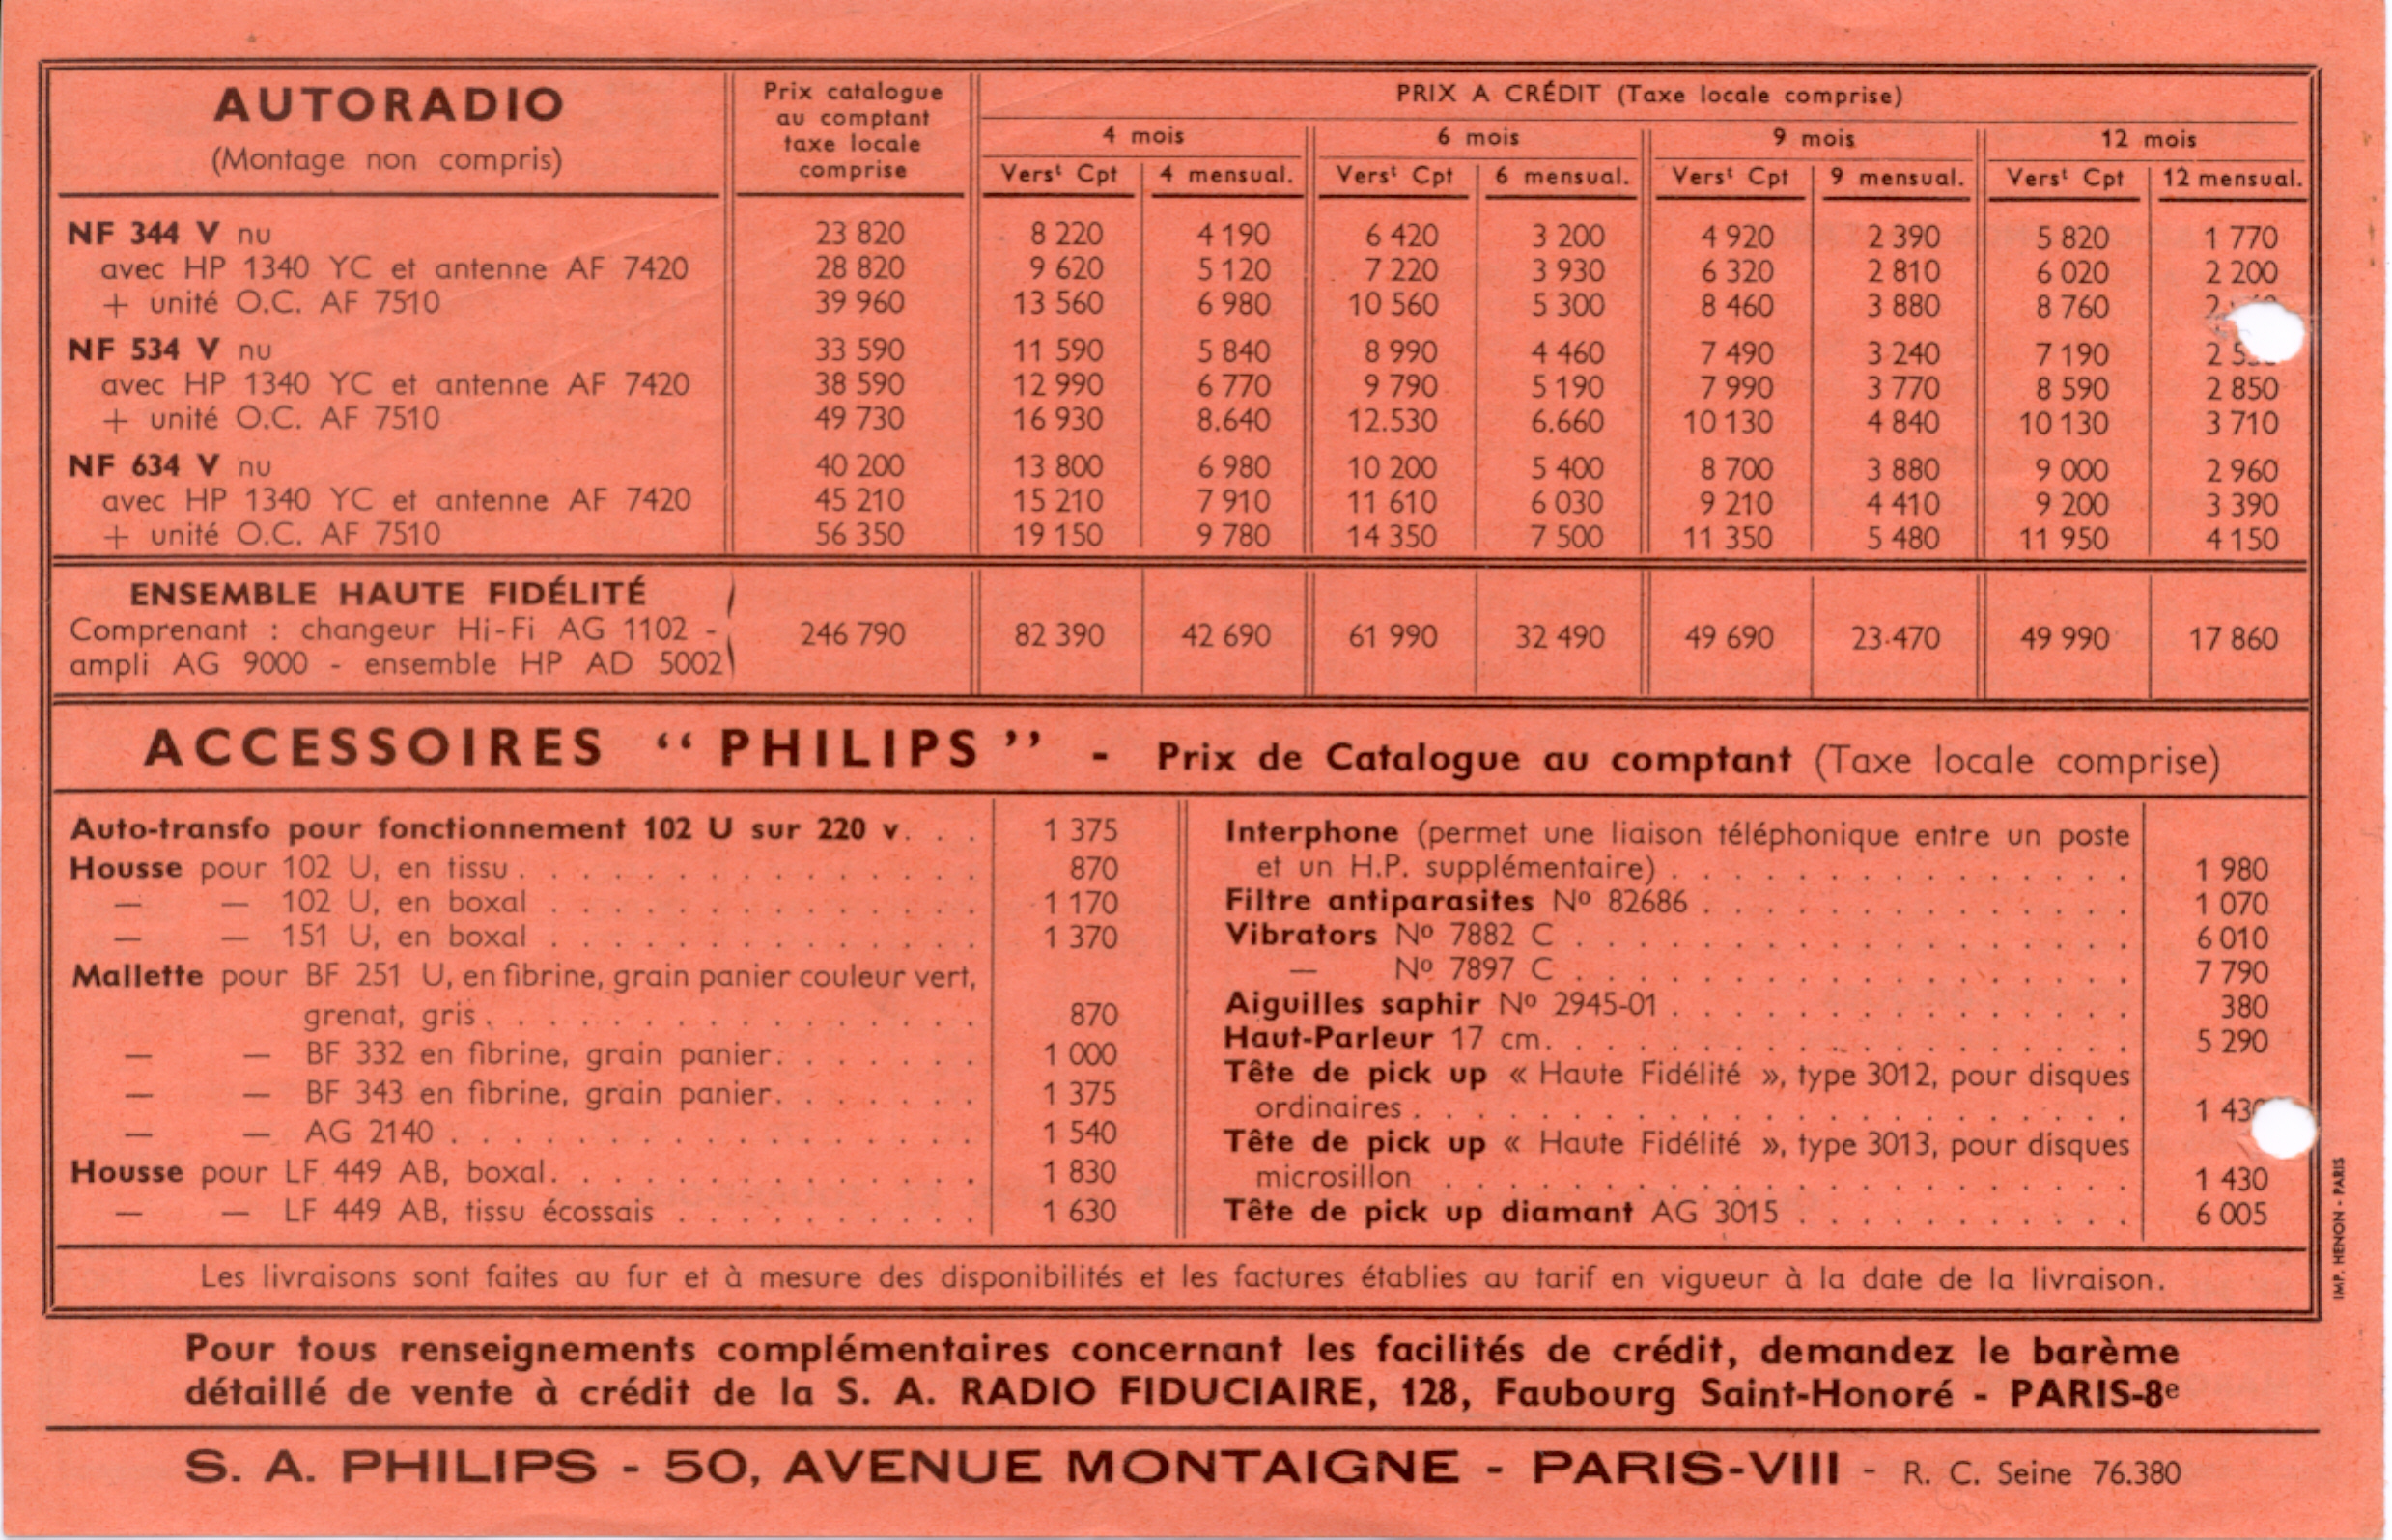 AUTORADIO
(Montage non compris)
Prix catalogue
au comptant
taxe locale
comprise
PRIX A CRÉDIT (Taxe locale comprise)
4 mois 6 mois 9 mois 12 mois
Versᵗ Cpt 4 mensual. Versᵗ Cpt 6 mensual. Versᵗ Cpt 9 mensual. Versᵗ Cpt 12 mensual.
NF 344 V nu 23 820 8 220 4 190 6 420 3 200 4 920 2 390 5 820 1 770
avec HP 1340 YC et antenne AF 7420 28 820 9 620 5 120 7 220 3 930 6 320 2 810 6 020 2 200
+ unité O.C. AF 7510 39 960 13 560 6 980 10 560 5 300 8 460 3 880 8 760
NF 534 V nu 33 590 11 590 5 840 8 990 4 460 7 490 3 240 7 190
avec HP 1340 YC et antenne AF 7420 38 590 12 990 6 770 9 790 5 190 7 990 3 770 8 590 2 850
+ unité O.C. AF 7510 49 730 16 930 8.640 12.530 6.660 10 130 4 840 10 130 3 710
NF 634 V nu 40 200 13 800 6 980 10 200 5 400 8 700 3 880 9 000 2 960
avec HP 1340 YC et antenne AF 7420 45 210 15 210 7 910 11 610 6 030 9 210 4 410 9 200 3 390
+ unité O.C. AF 7510 56 350 19 150 9 780 14 350 7 500 11 350 5 480 11 950 4 150
ENSEMBLE HAUTE FIDÉLITÉ
Comprenant : changeur Hi-Fi AG 1102 - 246 790 82 390 42 690 61 990 32 490 49 690 23.470 49 990 17 860
ampli AG 9000 - ensemble HP AD 5002
ACCESSOIRES “ PHILIPS ” - Prix de Catalogue au comptant (Taxe locale comprise)
Auto-transfo pour fonctionnement 102 U sur 220 v. . . 1 375
Housse pour 102 U, en tissu . . . 870
— — 102 U, en boxal . . . 1 170
— — 151 U, en boxal . . . 1 370
Mallette pour BF 251 U, en fibrine, grain panier couleur vert,
grenat, gris . . . 870
— — BF 332 en fibrine, grain panier. . . . 1 000
— — BF 343 en fibrine, grain panier. . . . 1 375
— — AG 2140 . . . 1 540
Housse pour LF 449 AB, boxal. . . . 1 830
— — LF 449 AB, tissu écossais . . . 1 630
Interphone (permet une liaison téléphonique entre un poste
et un H.P. supplémentaire) . . . 1 980
Filtre antiparasites Nº 82686 . . . 1 070
Vibrators Nº 7882 C . . . 6 010
— Nº 7897 C . . . 7 790
Aiguilles saphir Nº 2945-01 . . . 380
Haut-Parleur 17 cm. . . . 5 290
Tête de pick up « Haute Fidélité », type 3012, pour disques
ordinaires . . . 1 430
Tête de pick up « Haute Fidélité », type 3013, pour disques
microsillon . . . 1 430
Tête de pick up diamant AG 3015 . . . 6 005
Les livraisons sont faites au fur et à mesure des disponibilités et les factures établies au tarif en vigueur à la date de la livraison.
IMP. HENON - PARIS
Pour tous renseignements complémentaires concernant les facilités de crédit, demandez le barème
détaillé de vente à crédit de la S. A. RADIO FIDUCIAIRE, 128, Faubourg Saint-Honoré - PARIS-8ᵉ
S. A. PHILIPS - 50, AVENUE MONTAIGNE - PARIS-VIII - R. C. Seine 76.380